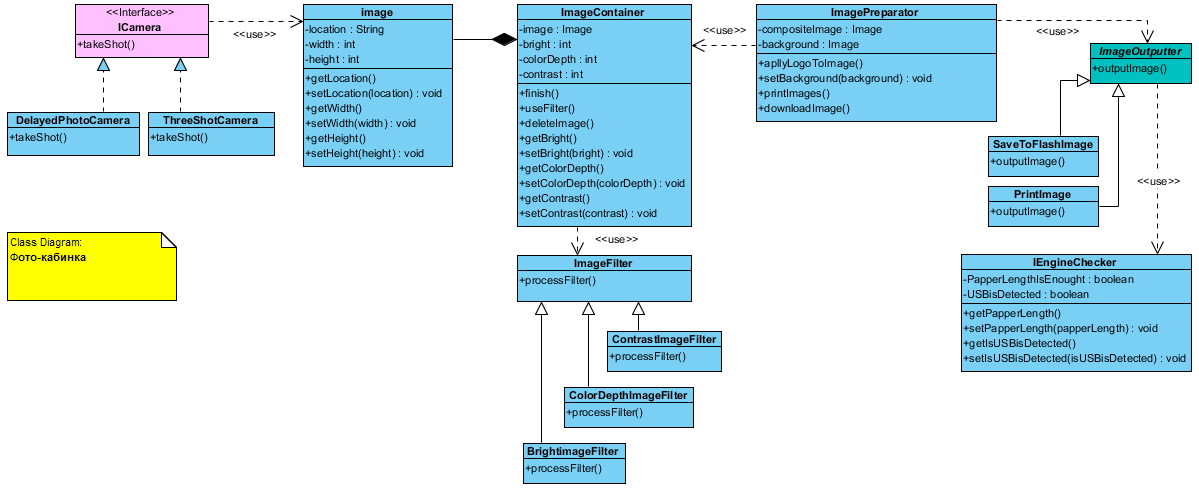 <<Interface>>
ICamera
+takeShot()
<<use>>
DelayedPhotoCamera
+takeShot()
ThreeShotCamera
+takeShot()
image
-location : String
-width : int
-height : int
+getLocation()
+setLocation(location) : void
+getWidth()
+setWidth(width) : void
+getHeight()
+setHeight(height) : void
ImageContainer
-image : Image
-bright : int
-colorDepth : int
-contrast : int
+finish()
+useFilter()
+deleteImage()
+getBright()
+setBright(bright) : void
+getColorDepth()
+setColorDepth(colorDepth) : void
+getContrast()
+setContrast(contrast) : void
<<use>>
ImagePreparator
-compositeImage : Image
-background : Image
+apllyLogoToImage()
+setBackground(background) : void
+printImages()
+downloadImage()
<<use>>
ImageOutputter
+outputImage()
SaveToFlashImage
+outputImage()
PrintImage
+outputImage()
<<use>>
IEngineChecker
-PapperLengthIsEnought : boolean
-USBisDetected : boolean
+getPapperLength()
+setPapperLength(papperLength) : void
+getIsUSBisDetected()
+setIsUSBisDetected(isUSBisDetected) : void
<<use>>
ImageFilter
+processFilter()
ContrastImageFilter
+processFilter()
ColorDepthImageFilter
+processFilter()
BrightimageFilter
+processFilter()
Class Diagram:
Фото-кабинка